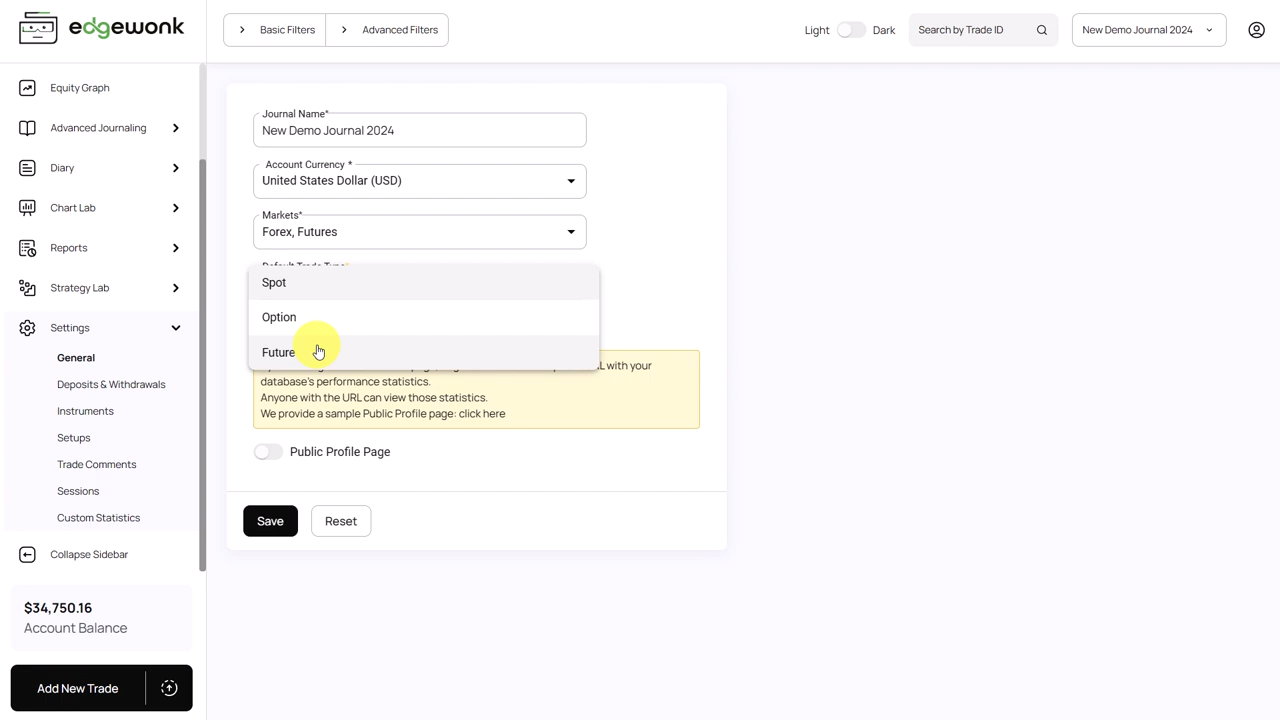 edgewonk
Basic Filters
Advanced Filters
Light
Dark
Search by Trade ID
New Demo Journal 2024
Equity Graph
Advanced Journaling
Diary
Chart Lab
Reports
Strategy Lab
Settings
General
Deposits & Withdrawals
Instruments
Setups
Trade Comments
Sessions
Custom Statistics
Collapse Sidebar
$34,750.16
Account Balance
Add New Trade
Journal Name*
New Demo Journal 2024
Account Currency *
United States Dollar (USD)
Markets*
Forex, Futures
Default Trade Type*
Spot
Option
Future
with your
database's performance statistics.
Anyone with the URL can view those statistics.
We provide a sample Public Profile page: click here
Public Profile Page
Save
Reset